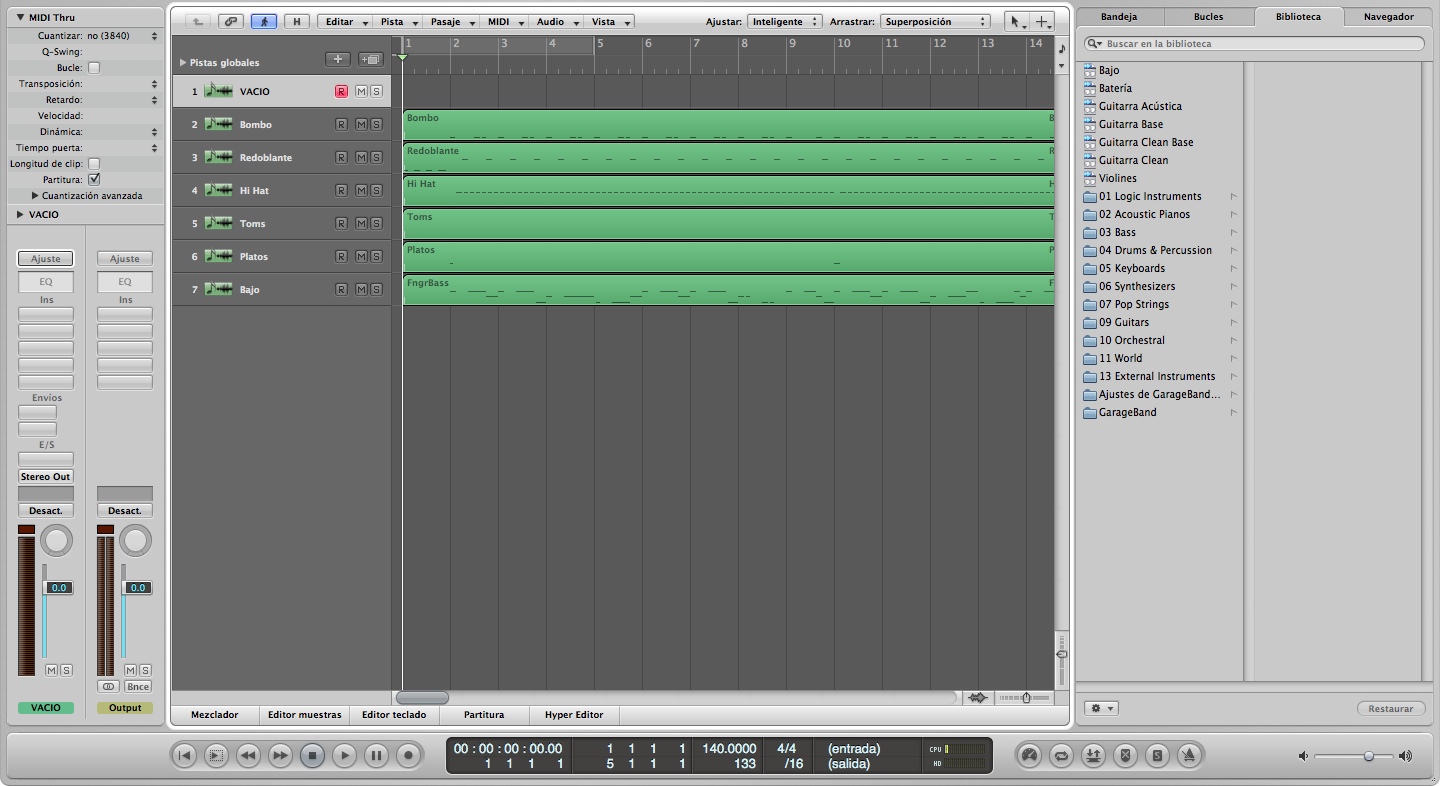 MIDI Thru
Cuantizar: no (3840)
Q-Swing:
Bucle:
Transposición:
Retardo:
Velocidad:
Dinámica:
Tiempo puerta:
Longitud de clip:
Partitura:
Cuantización avanzada
VACIO
Ajuste Ajuste
EQ EQ
Ins Ins
Envíos
E/S
Stereo Out
Desact. Desact.
0.0 0.0
M S M S
Bnce
VACIO Output
H Editar Pista Pasaje MIDI Audio Vista Ajustar: Inteligente Arrastrar: Superposición
1 2 3 4 5 6 7 8 9 10 11 12 13 14
Pistas globales
1 VACIO R M S
2 Bombo R M S Bombo B
3 Redoblante R M S Redoblante R
4 Hi Hat R M S Hi Hat H
5 Toms R M S Toms T
6 Platos R M S Platos P
7 Bajo R M S FngrBass F
Mezclador Editor muestras Editor teclado Partitura Hyper Editor
Bandeja Bucles Biblioteca Navegador
Buscar en la biblioteca
Bajo
Batería
Guitarra Acústica
Guitarra Base
Guitarra Clean Base
Guitarra Clean
Violines
01 Logic Instruments
02 Acoustic Pianos
03 Bass
04 Drums & Percussion
05 Keyboards
06 Synthesizers
07 Pop Strings
09 Guitars
10 Orchestral
11 World
13 External Instruments
Ajustes de GarageBand...
GarageBand
Restaurar
00 : 00 : 00 : 00.00 1 1 1 1 140.0000 4/4 (entrada) CPU
1 1 1 1 5 1 1 1 133 /16 (salida) HD
S